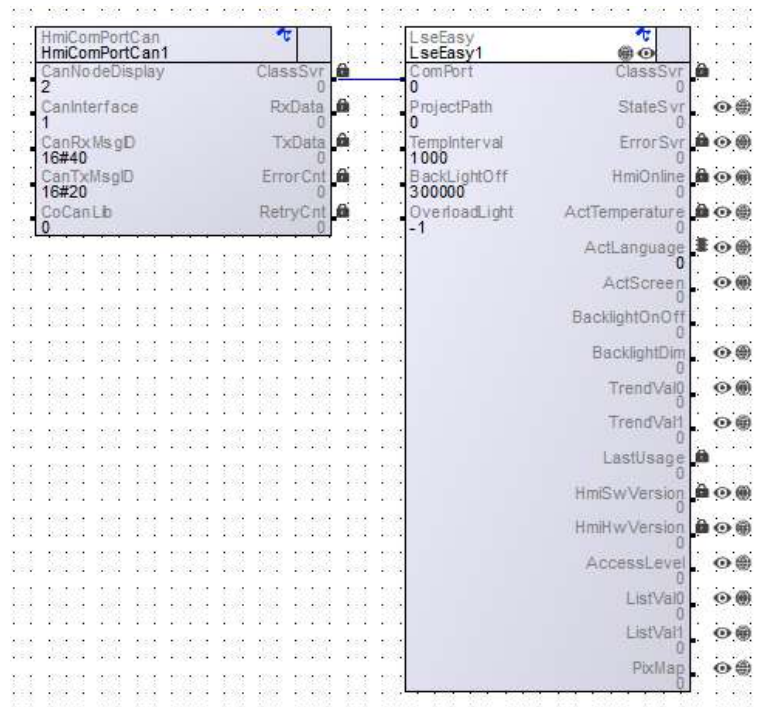 HmiComPortCan
HmiComPortCan1
CanNodeDisplay ClassSvr
2 0
CanInterface RxData
1 0
CanRxMsgID TxData
16#40 0
CanTxMsgID ErrorCnt
16#20 0
CoCanLib RetryCnt
0 0
LseEasy
LseEasy1
ComPort ClassSvr
0 0
ProjectPath StateSvr
0 0
TempInterval ErrorSvr
1000 0
BackLightOff HmiOnline
300000 0
OverloadLight ActTemperature
-1 0
ActLanguage
0
ActScreen
0
BacklightOnOff
0
BacklightDim
0
TrendVal0
0
TrendVal1
0
LastUsage
0
HmiSwVersion
0
HmiHwVersion
0
AccessLevel
0
ListVal0
0
ListVal1
0
PixMap
0